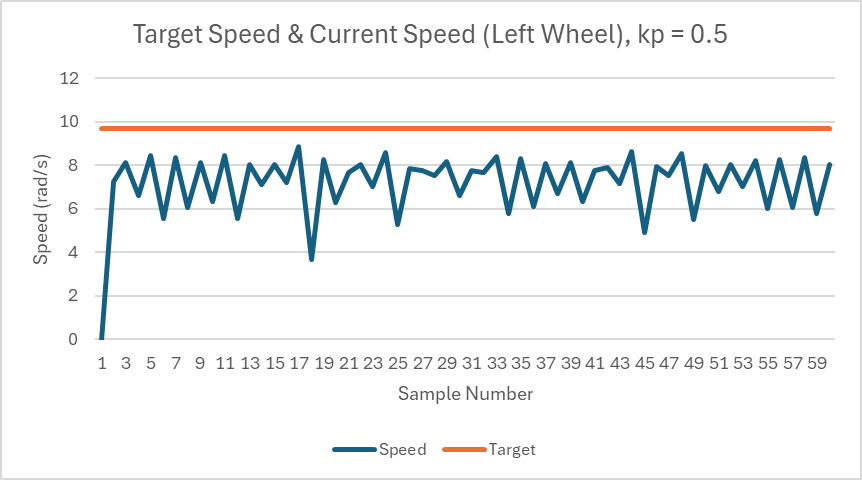 Target Speed & Current Speed (Left Wheel), kp = 0.5
12
10
8
6
4
2
0
Speed (rad/s)
1 3 5 7 9 11 13 15 17 19 21 23 25 27 29 31 33 35 37 39 41 43 45 47 49 51 53 55 57 59
Sample Number
Speed Target